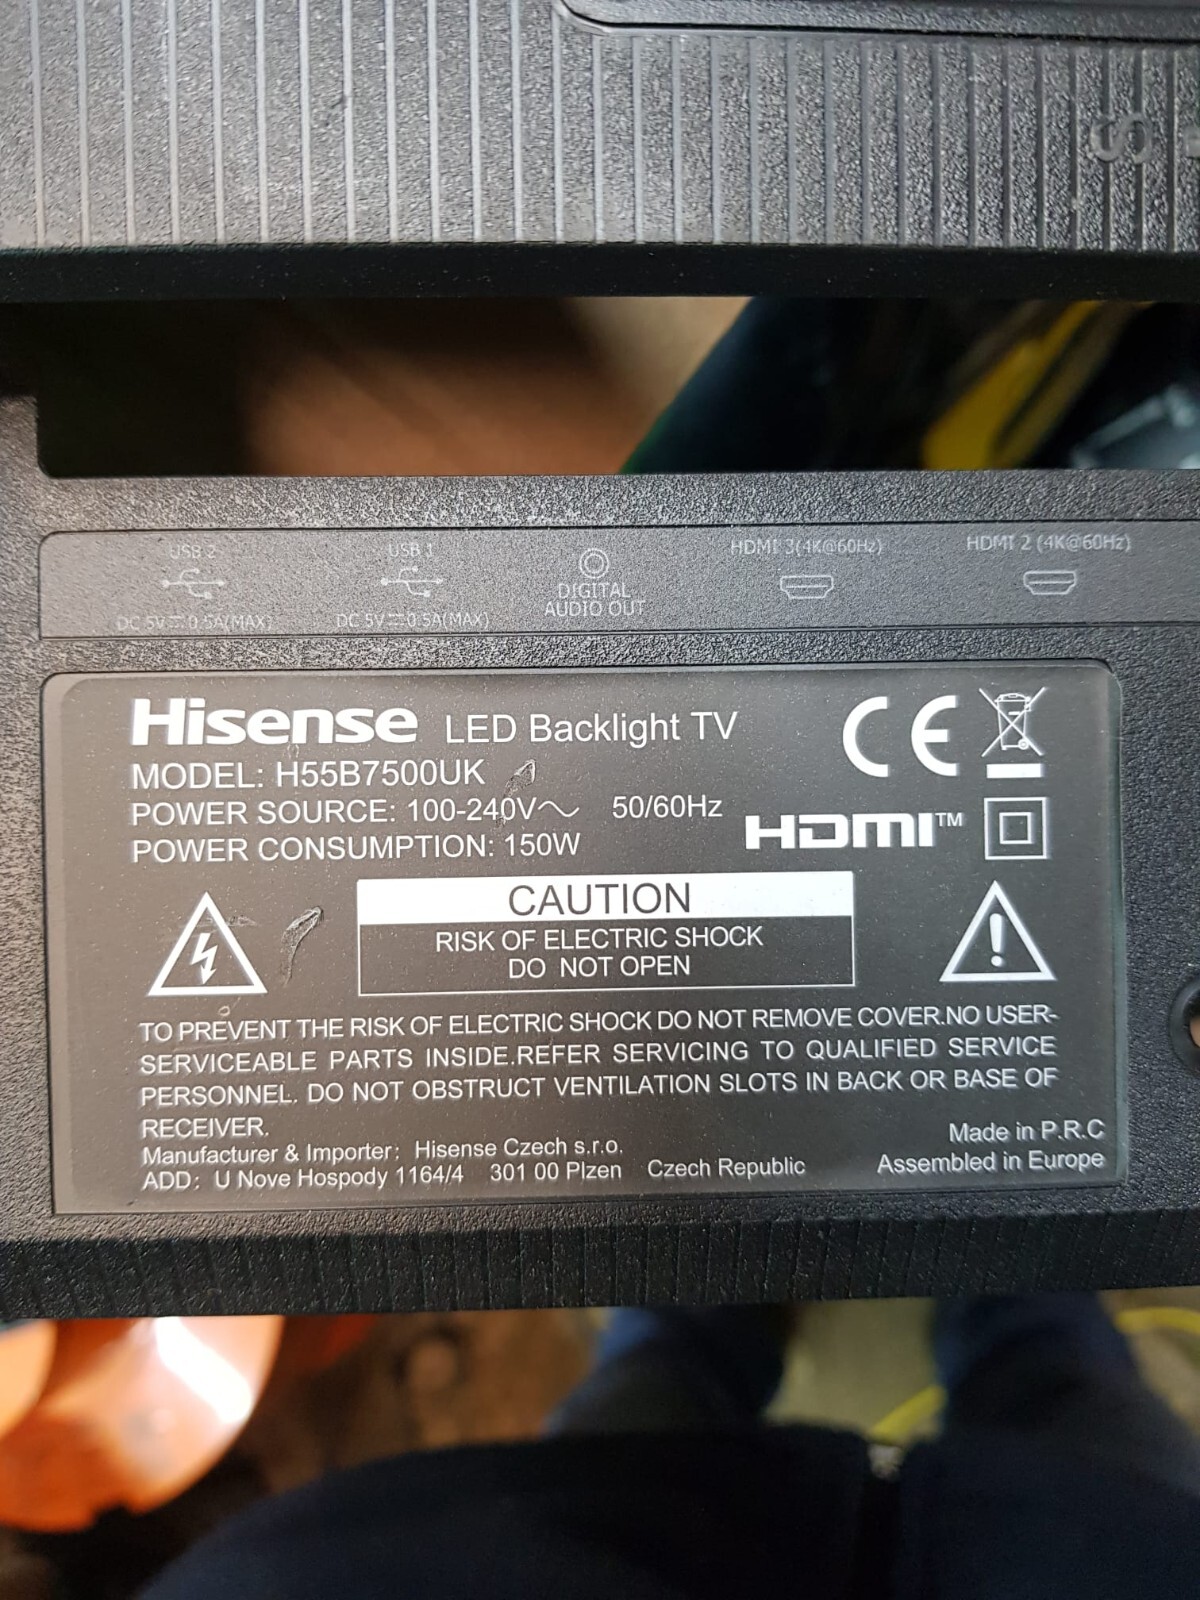 S
USB 2
USB 1
HDMI 3(4K@60Hz)
HDMI 2 (4K@60Hz)
DIGITAL
AUDIO OUT
DC 5V⎓0.5A(MAX)
DC 5V⎓0.5A(MAX)
Hisense LED Backlight TV
CE
MODEL: H55B7500UK
POWER SOURCE: 100-240V～ 50/60Hz
HDMI™
POWER CONSUMPTION: 150W
CAUTION
RISK OF ELECTRIC SHOCK
DO NOT OPEN
TO PREVENT THE RISK OF ELECTRIC SHOCK DO NOT REMOVE COVER.NO USER-
SERVICEABLE PARTS INSIDE.REFER SERVICING TO QUALIFIED SERVICE
PERSONNEL. DO NOT OBSTRUCT VENTILATION SLOTS IN BACK OR BASE OF
RECEIVER.
Manufacturer & Importer: Hisense Czech s.r.o.
ADD: U Nove Hospody 1164/4 301 00 Plzen Czech Republic
Made in P.R.C
Assembled in Europe